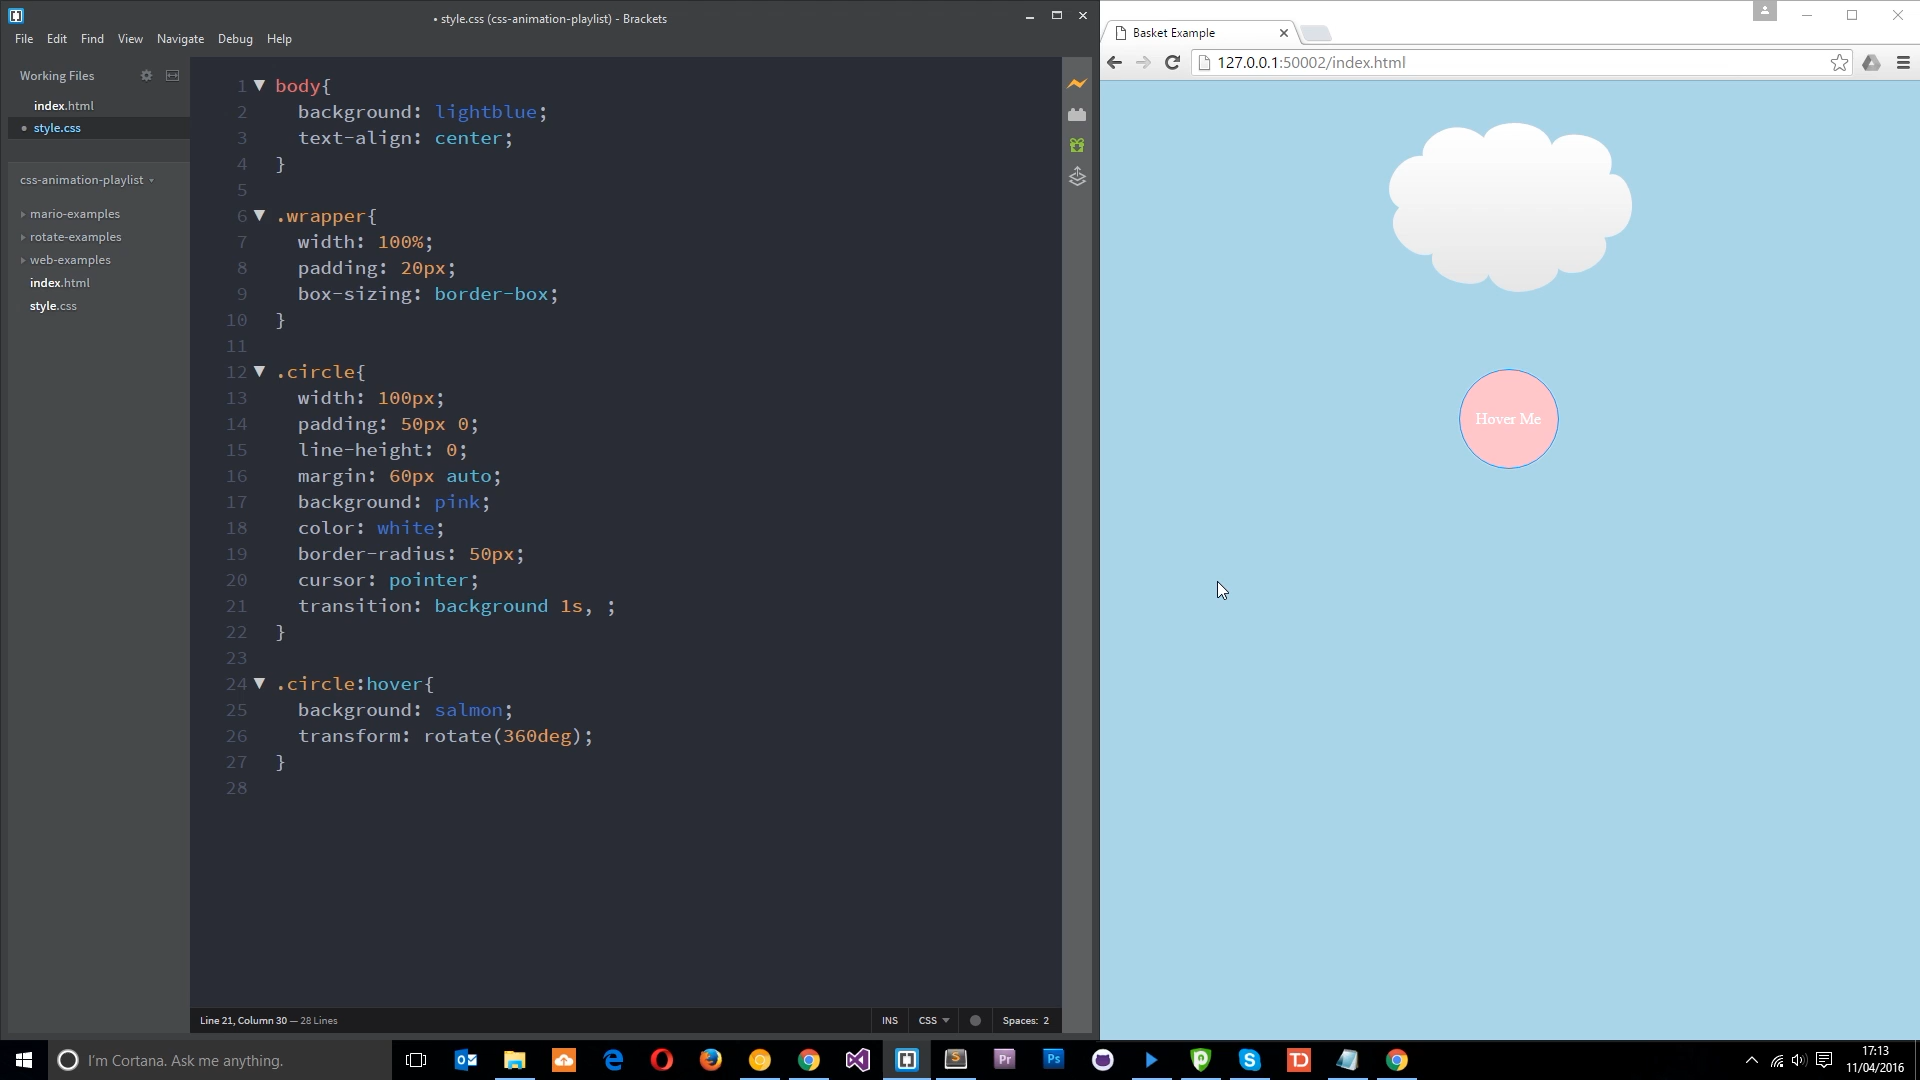 • style.css (css-animation-playlist) - Brackets
File Edit Find View Navigate Debug Help
Working Files
index.html
• style.css
css-animation-playlist
mario-examples
rotate-examples
web-examples
index.html
style.css
1 body{
2 background: lightblue;
3 text-align: center;
4 }
5
6 .wrapper{
7 width: 100%;
8 padding: 20px;
9 box-sizing: border-box;
10 }
11
12 .circle{
13 width: 100px;
14 padding: 50px 0;
15 line-height: 0;
16 margin: 60px auto;
17 background: pink;
18 color: white;
19 border-radius: 50px;
20 cursor: pointer;
21 transition: background 1s, ;
22 }
23
24 .circle:hover{
25 background: salmon;
26 transform: rotate(360deg);
27 }
28
Line 21, Column 30 — 28 Lines
INS CSS Spaces: 2
Basket Example
127.0.0.1:50002/index.html
Hover Me
I'm Cortana. Ask me anything.
S
Pr
Ps
TD
17:13
11/04/2016